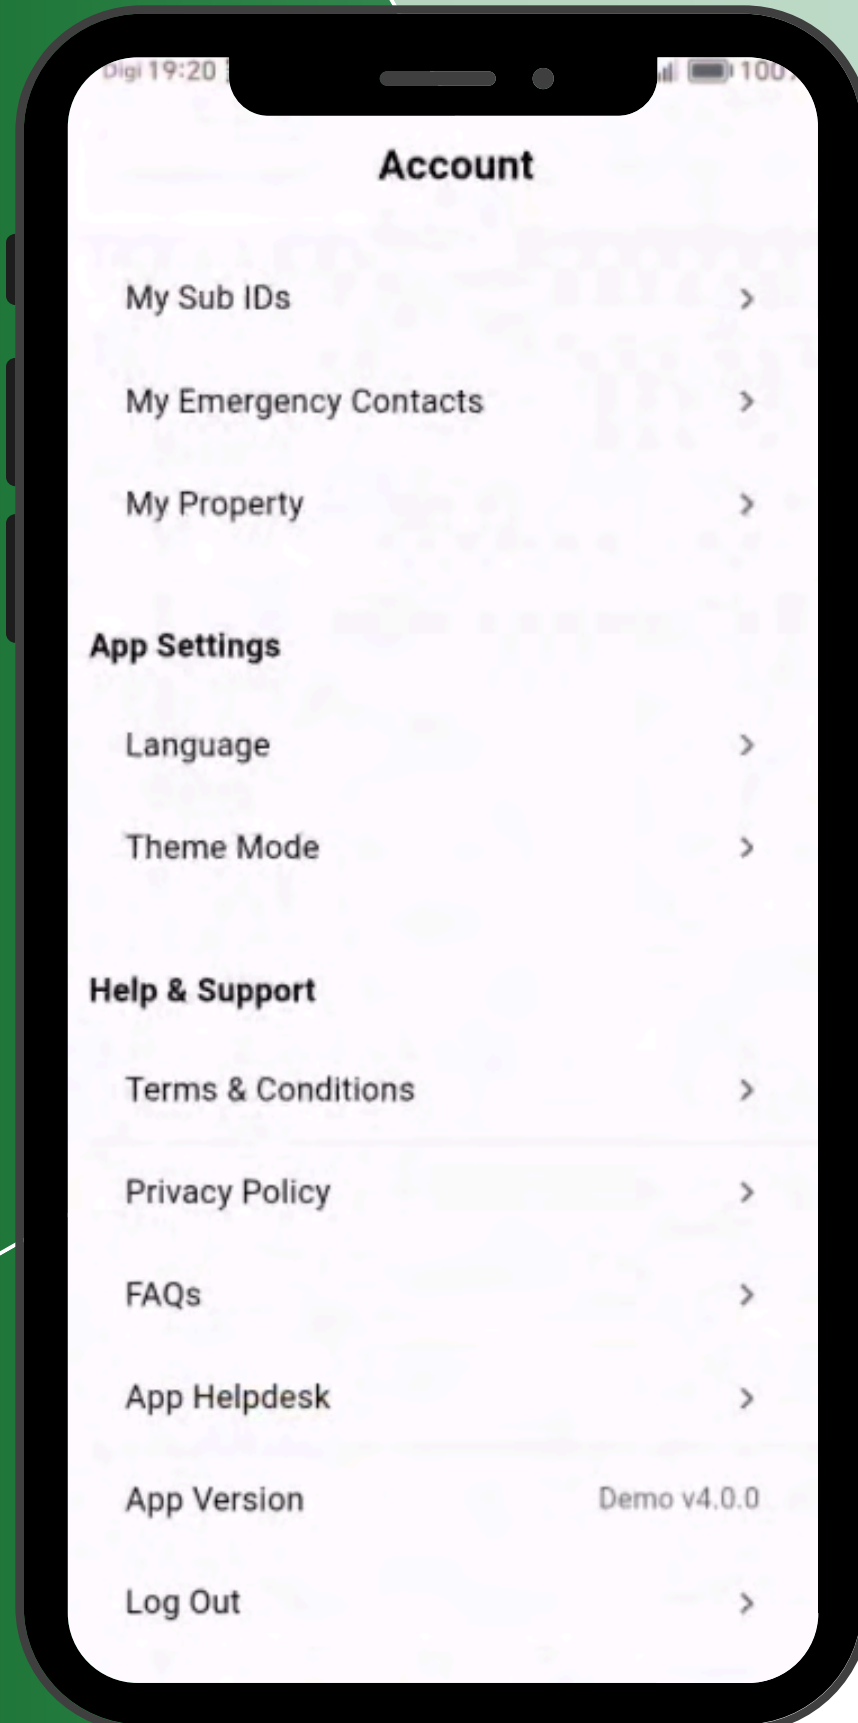 Digi 19:20
100
Account
My Sub IDs
My Emergency Contacts
My Property
App Settings
Language
Theme Mode
Help & Support
Terms & Conditions
Privacy Policy
FAQs
App Helpdesk
App Version Demo v4.0.0
Log Out